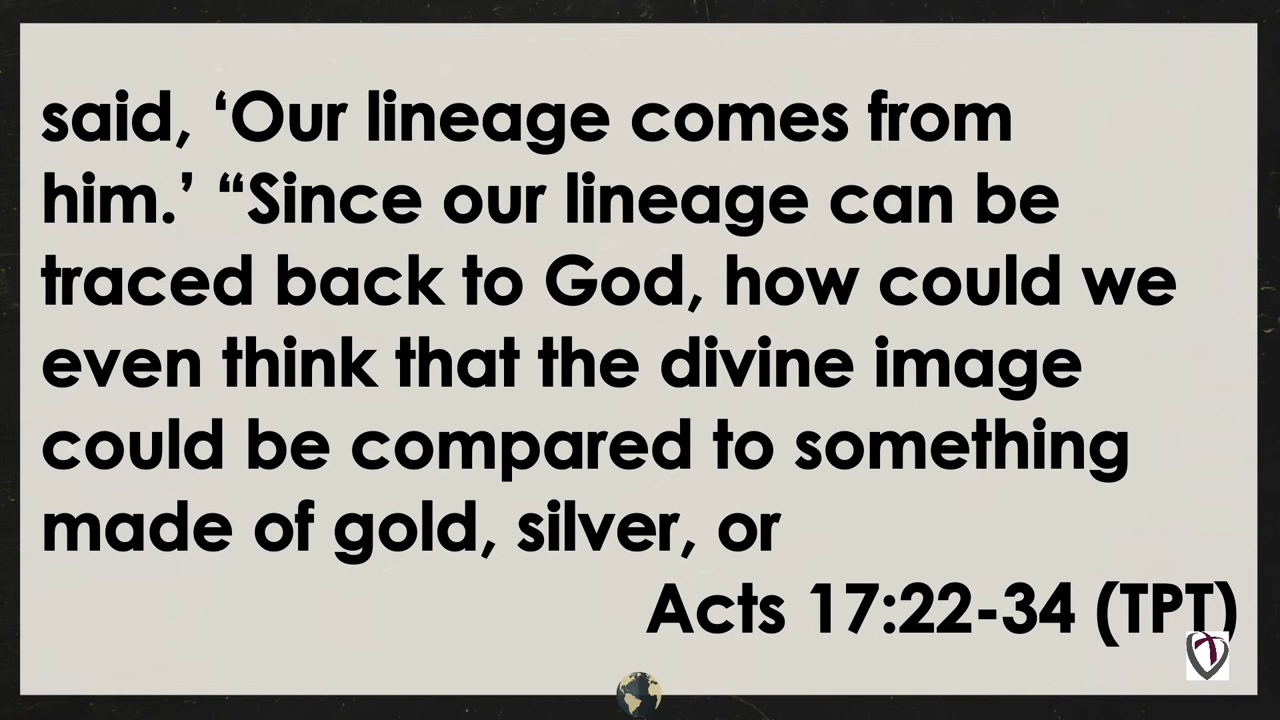 said, ‘Our lineage comes from
him.’ “Since our lineage can be
traced back to God, how could we
even think that the divine image
could be compared to something
made of gold, silver, or
Acts 17:22-34 (TPT)